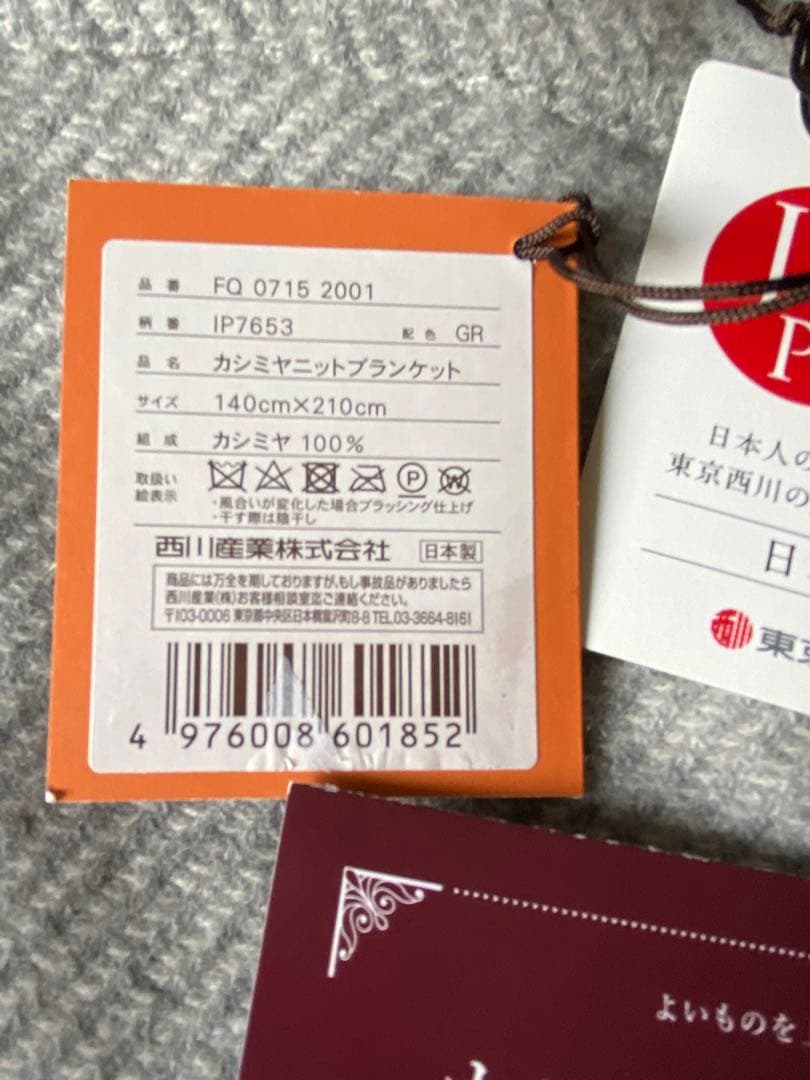 品番 FQ 0715 2001
柄番 IP7653 配色 GR
品名 カシミヤニットブランケット
サイズ 140cm×210cm
組成 カシミヤ 100%
取扱い
絵表示
P
W
・風合いが変化した場合ブラッシング仕上げ
・干す際は陰干し
西川産業株式会社 日本製
商品には万全を期しておりますが、もし事故品がありましたら
西川産業(株)お客様相談室迄ご連絡ください。
〒103-0006 東京都中央区日本橋富沢町8-8 TEL.03-3664-8161
4 976008 601852
J
P
日本人の
東京西川の
日
西川 東京
よいものを